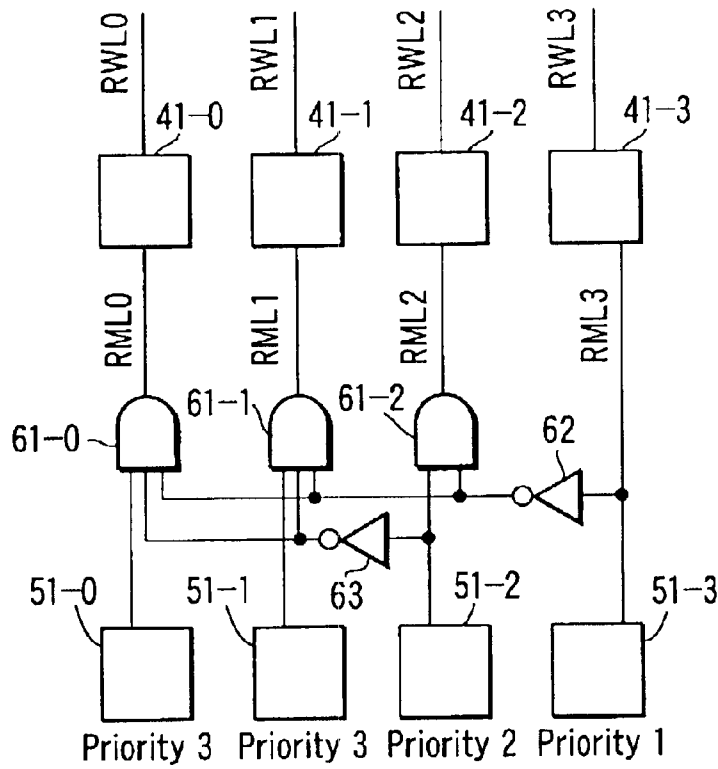 RWL0
RWL1
RWL2
RWL3
41-0
41-1
41-2
41-3
RML0
RML1
RML2
RML3
61-0
61-1
61-2
62
63
51-0
51-1
51-2
51-3
Priority 3
Priority 3
Priority 2
Priority 1